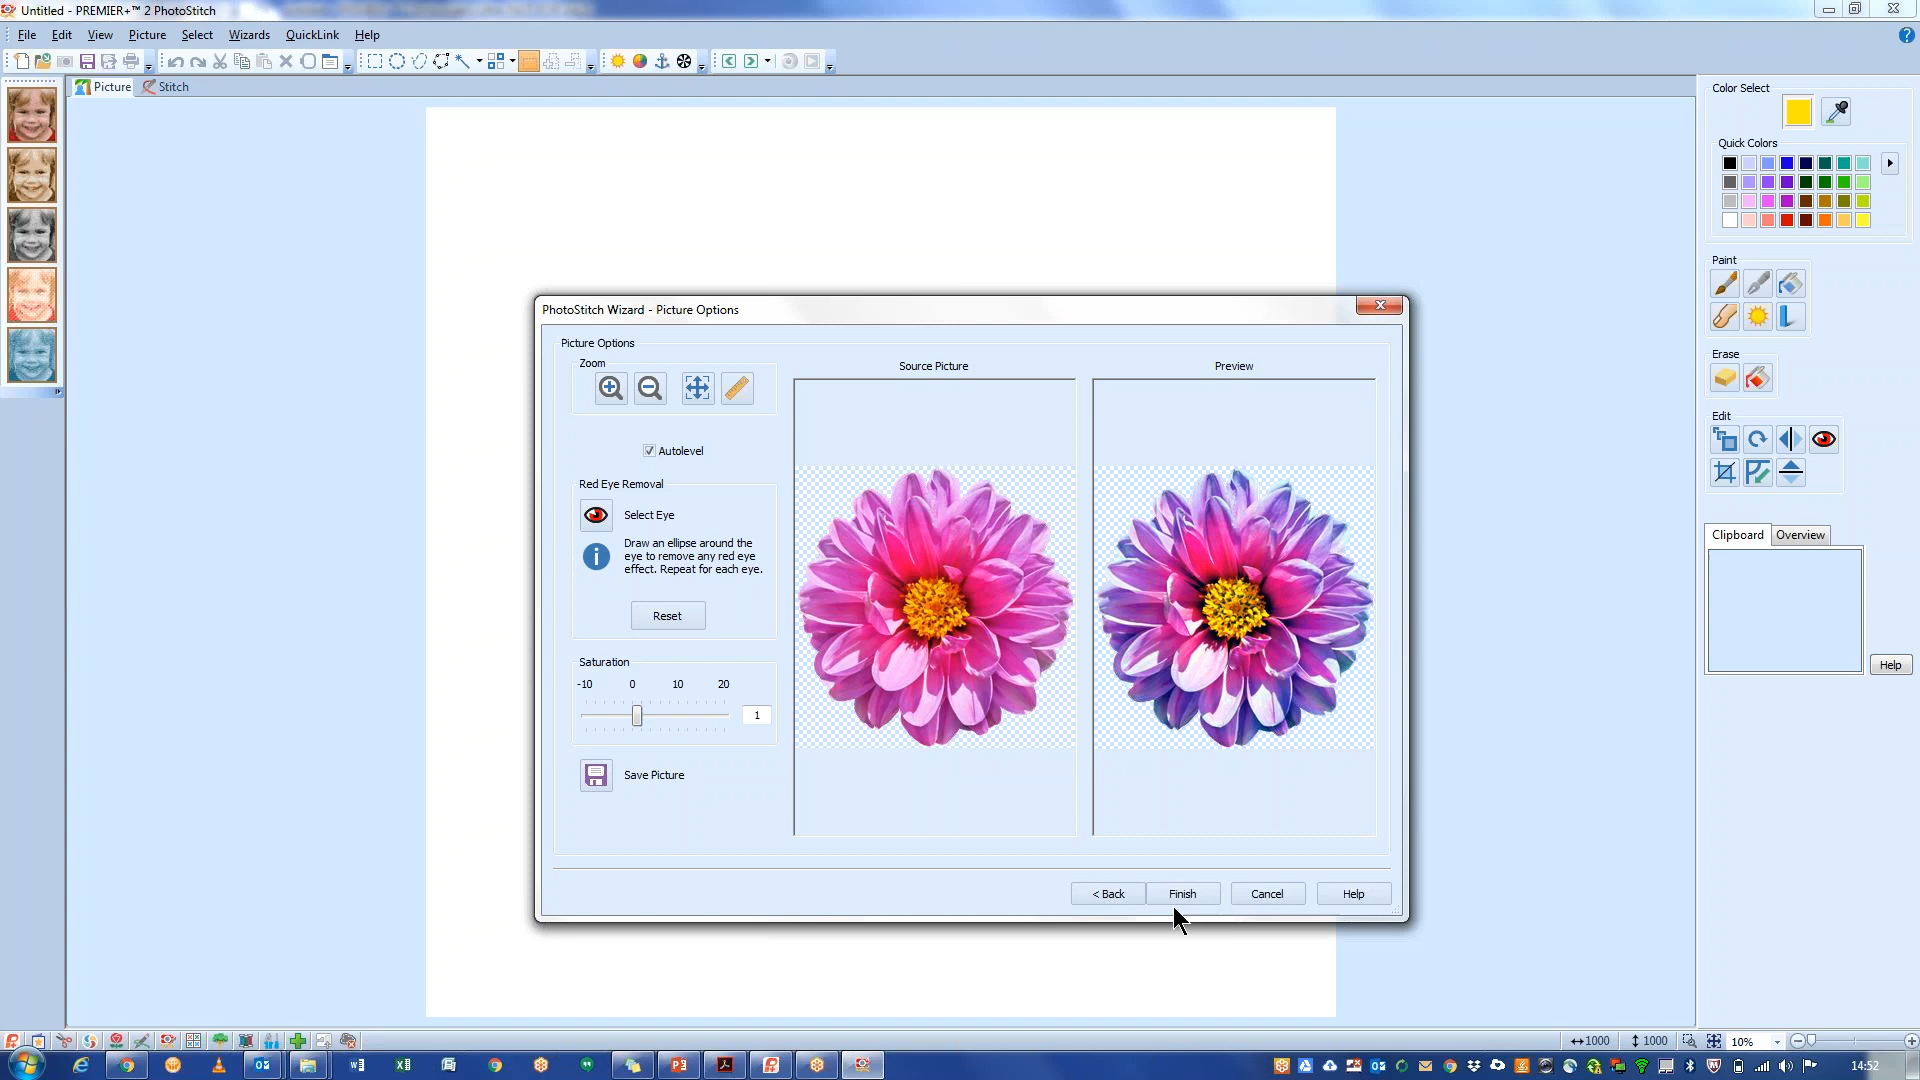 Untitled - PREMIER+™ 2 PhotoStitch
File Edit View Picture Select Wizards QuickLink Help
Picture Stitch
Color Select
Quick Colors
Paint
Erase
Edit
Clipboard Overview
Help
PhotoStitch Wizard - Picture Options
Picture Options
Zoom
Source Picture
Preview
Autolevel
Red Eye Removal
Select Eye
Draw an ellipse around the
eye to remove any red eye
effect. Repeat for each eye.
Reset
Saturation
-10 0 10 20
1
Save Picture
< Back Finish Cancel Help
1000 1000 10%
14:52